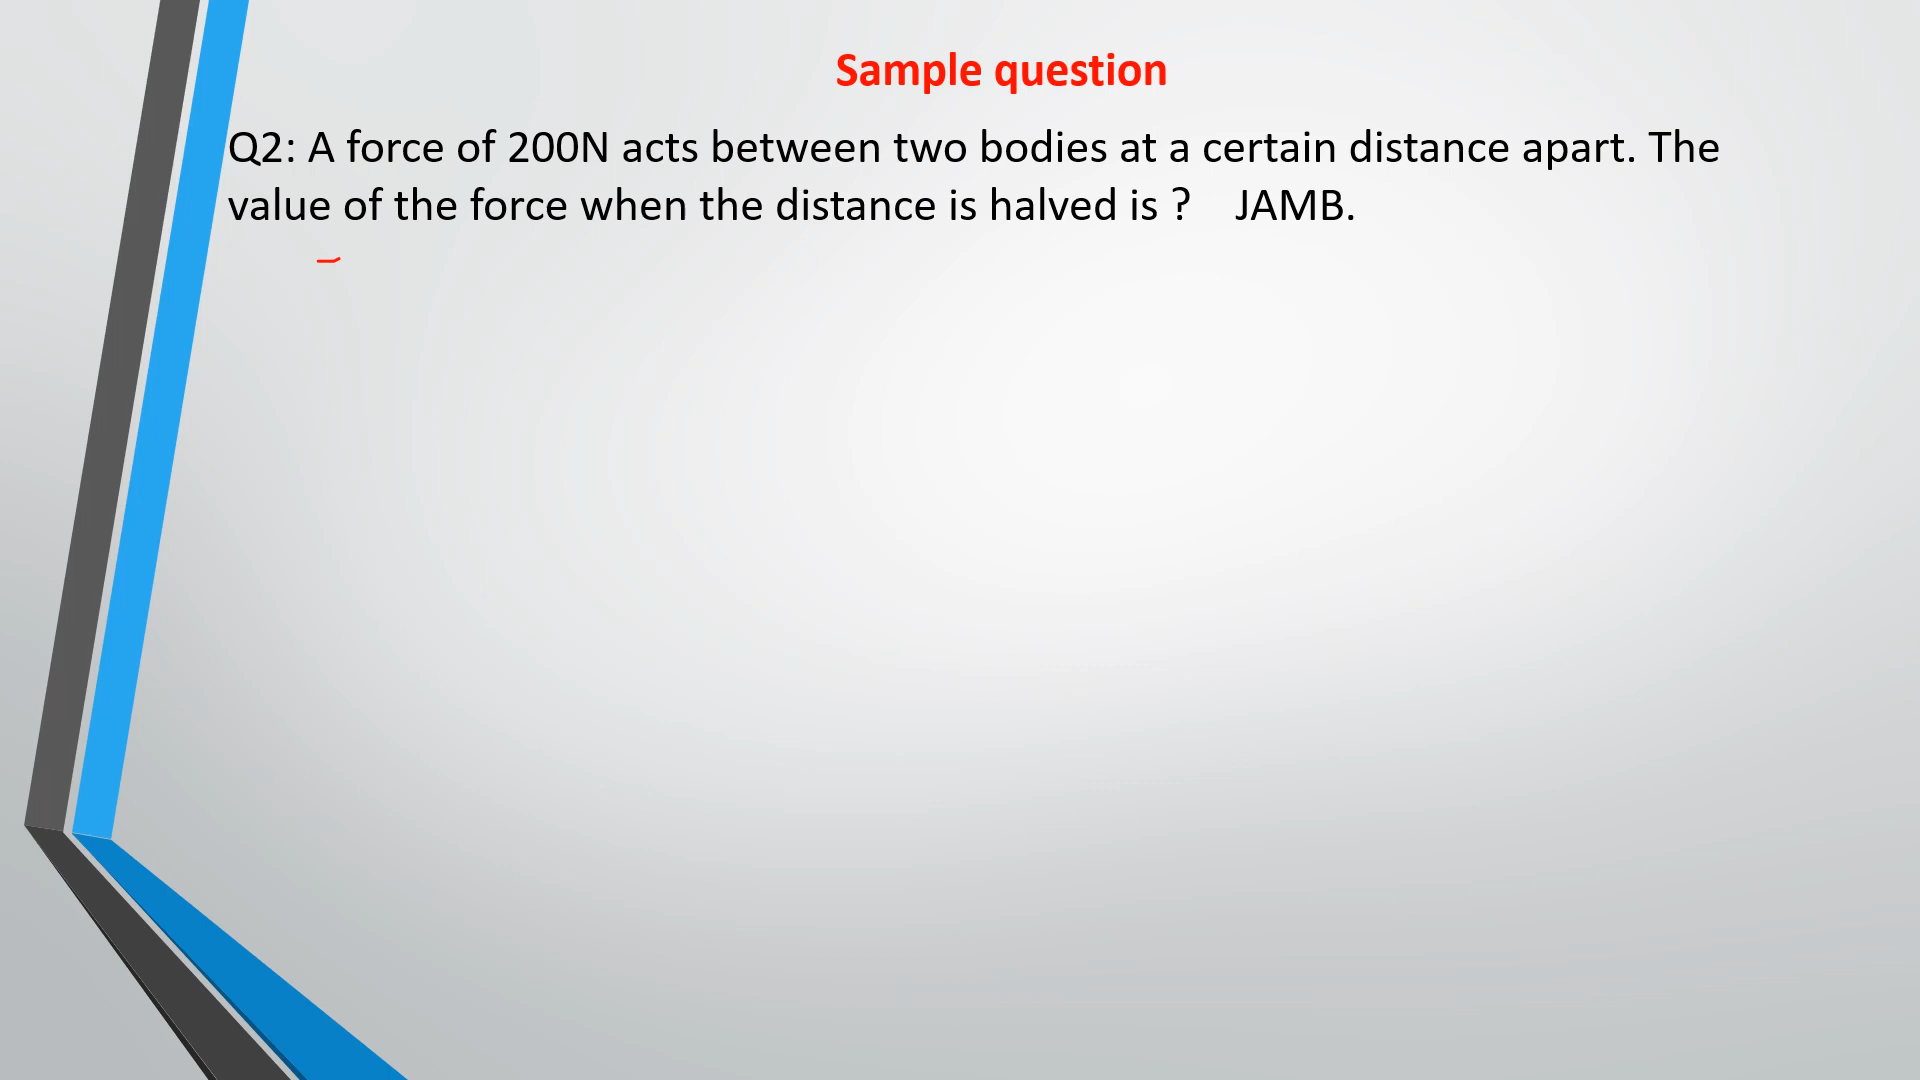 Sample question
Q2: A force of 200N acts between two bodies at a certain distance apart. The
value of the force when the distance is halved is ? JAMB.